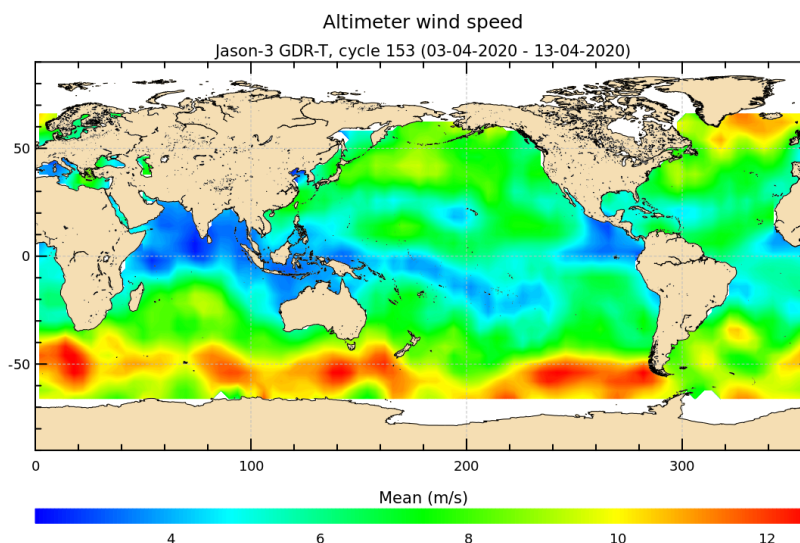 Altimeter wind speed
Jason-3 GDR-T, cycle 153 (03-04-2020 - 13-04-2020)
50
0
-50
0 100 200 300
Mean (m/s)
4 6 8 10 12